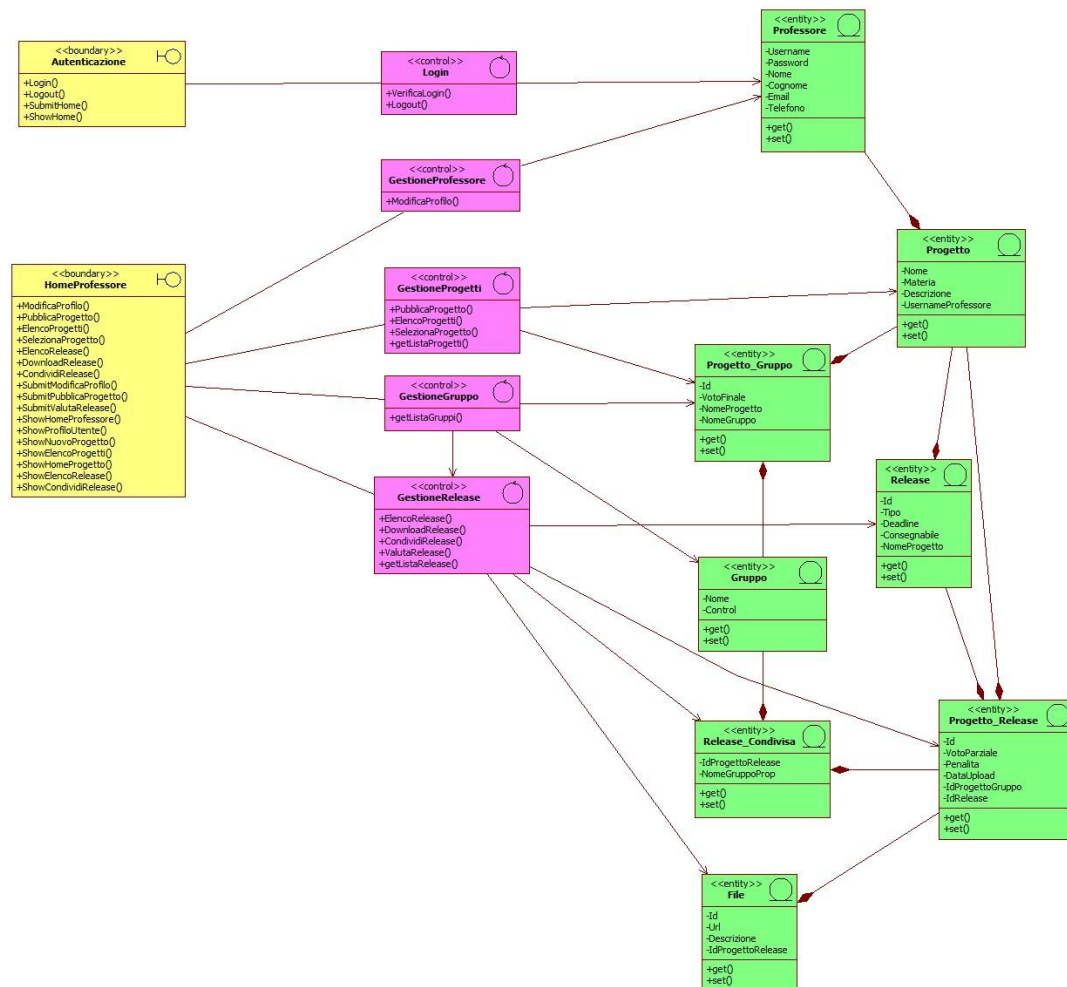 <<boundary>>
Autenticazione
+Login()
+Logout()
+SubmitHome()
+ShowHome()
<<control>>
Login
+VerificaLogin()
+Logout()
<<entity>>
Professore
-Username
-Password
-Nome
-Cognome
-Email
-Telefono
+get()
+set()
<<control>>
GestioneProfessore
+ModificaProfilo()
<<boundary>>
HomeProfessore
+ModificaProfilo()
+PubblicaProgetto()
+ElencoProgetti()
+SelezionaProgetto()
+ElencoRelease()
+DownloadRelease()
+CondividiRelease()
+SubmitModificaProfilo()
+SubmitPubblicaProgetto()
+SubmitValutaRelease()
+ShowHomeProfessore()
+ShowProfiloUtente()
+ShowNuovoProgetto()
+ShowElencoProgetti()
+ShowHomeProgetto()
+ShowElencoRelease()
+ShowCondividiRelease()
<<control>>
GestioneProgetti
+PubblicaProgetto()
+ElencoProgetti()
+SelezionaProgetto()
+getListaProgetti()
<<entity>>
Progetto
-Nome
-Materia
-Descrizione
-UsernameProfessore
+get()
+set()
<<entity>>
Progetto_Gruppo
-Id
-VotoFinale
-NomeProgetto
-NomeGruppo
+get()
+set()
<<control>>
GestioneGruppo
+getListaGruppi()
<<control>>
GestioneRelease
+ElencoRelease()
+DownloadRelease()
+CondividiRelease()
+ValutaRelease()
+getListaRelease()
<<entity>>
Release
-Id
-Tipo
-Deadline
-Consegnabile
-NomeProgetto
+get()
+set()
<<entity>>
Gruppo
-Nome
-Control
+get()
+set()
<<entity>>
Release_Condivisa
-IdProgettoRelease
-NomeGruppoProp
+get()
+set()
<<entity>>
Progetto_Release
-Id
-VotoParziale
-Penalita
-DataUpload
-IdProgettoGruppo
-IdRelease
+get()
+set()
<<entity>>
File
-Id
-Url
-Descrizione
-IdProgettoRelease
+get()
+set()